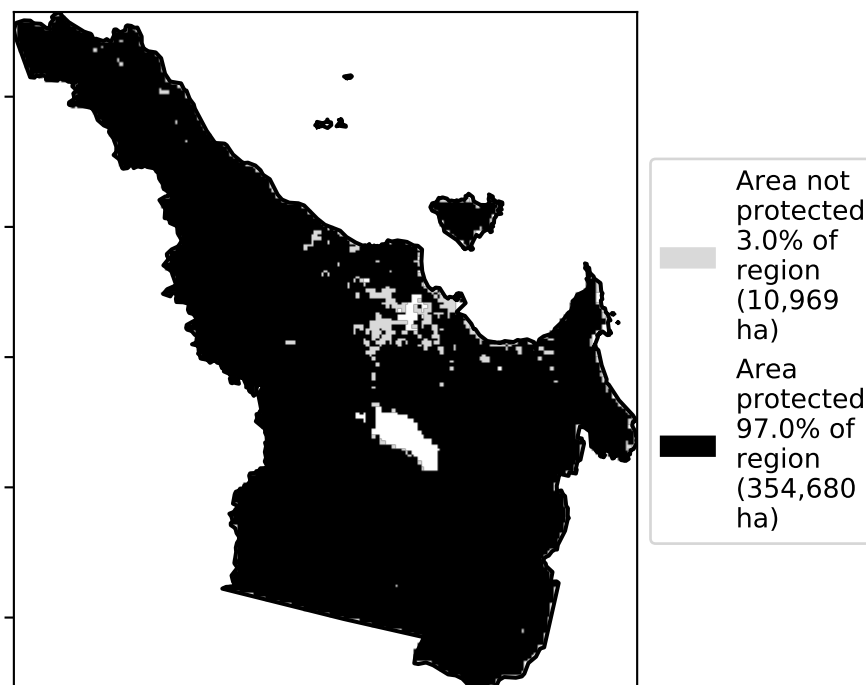 Area not
protected
3.0% of
region
(10,969
ha)
Area
protected
97.0% of
region
(354,680
ha)